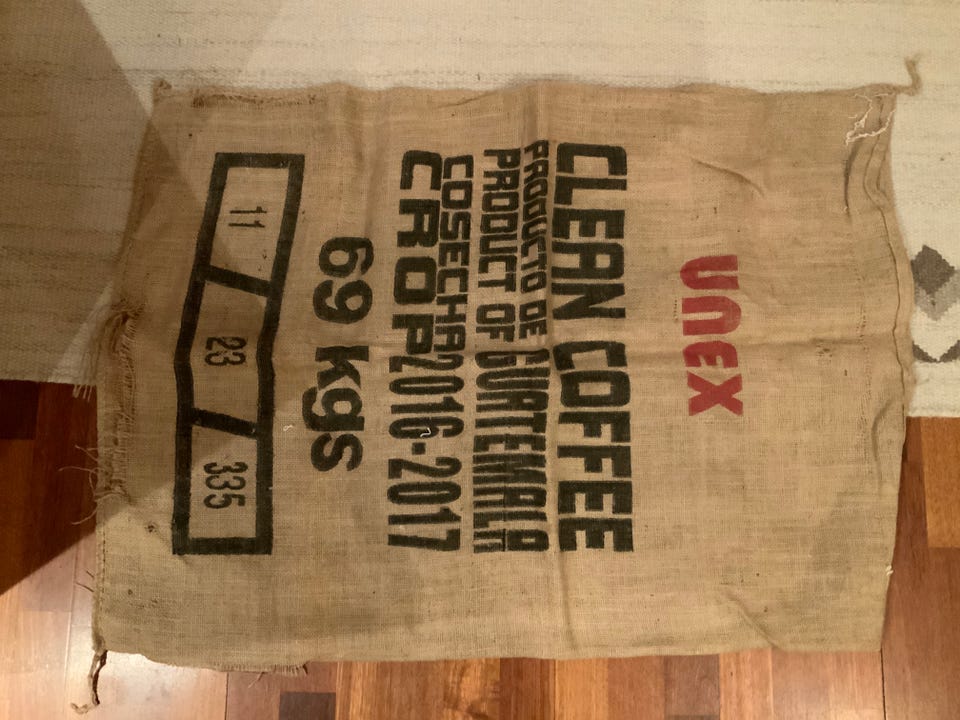 UNEX
CLEAN COFFEE
PRODUCTO DE
PRODUCT OF GUATEMALA
COSECHA
CROP 2016-2017
69 kgs
11 / 23 / 335